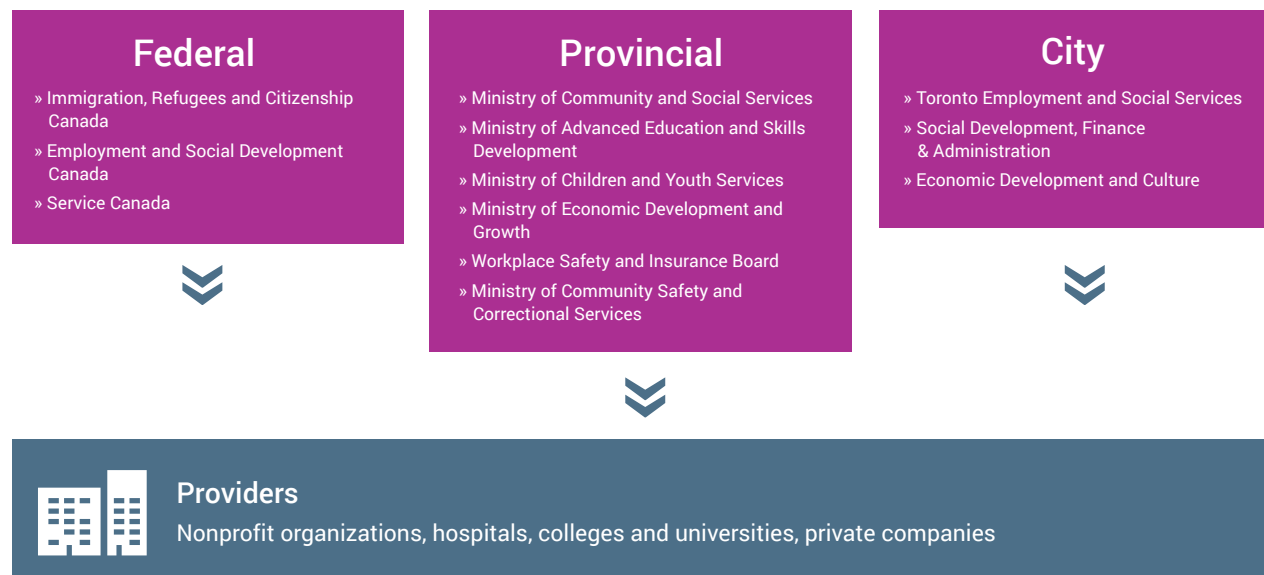 Federal
» Immigration, Refugees and Citizenship
Canada
» Employment and Social Development
Canada
» Service Canada
Provincial
» Ministry of Community and Social Services
» Ministry of Advanced Education and Skills
Development
» Ministry of Children and Youth Services
» Ministry of Economic Development and
Growth
» Workplace Safety and Insurance Board
» Ministry of Community Safety and
Correctional Services
City
» Toronto Employment and Social Services
» Social Development, Finance
& Administration
» Economic Development and Culture
Providers
Nonprofit organizations, hospitals, colleges and universities, private companies